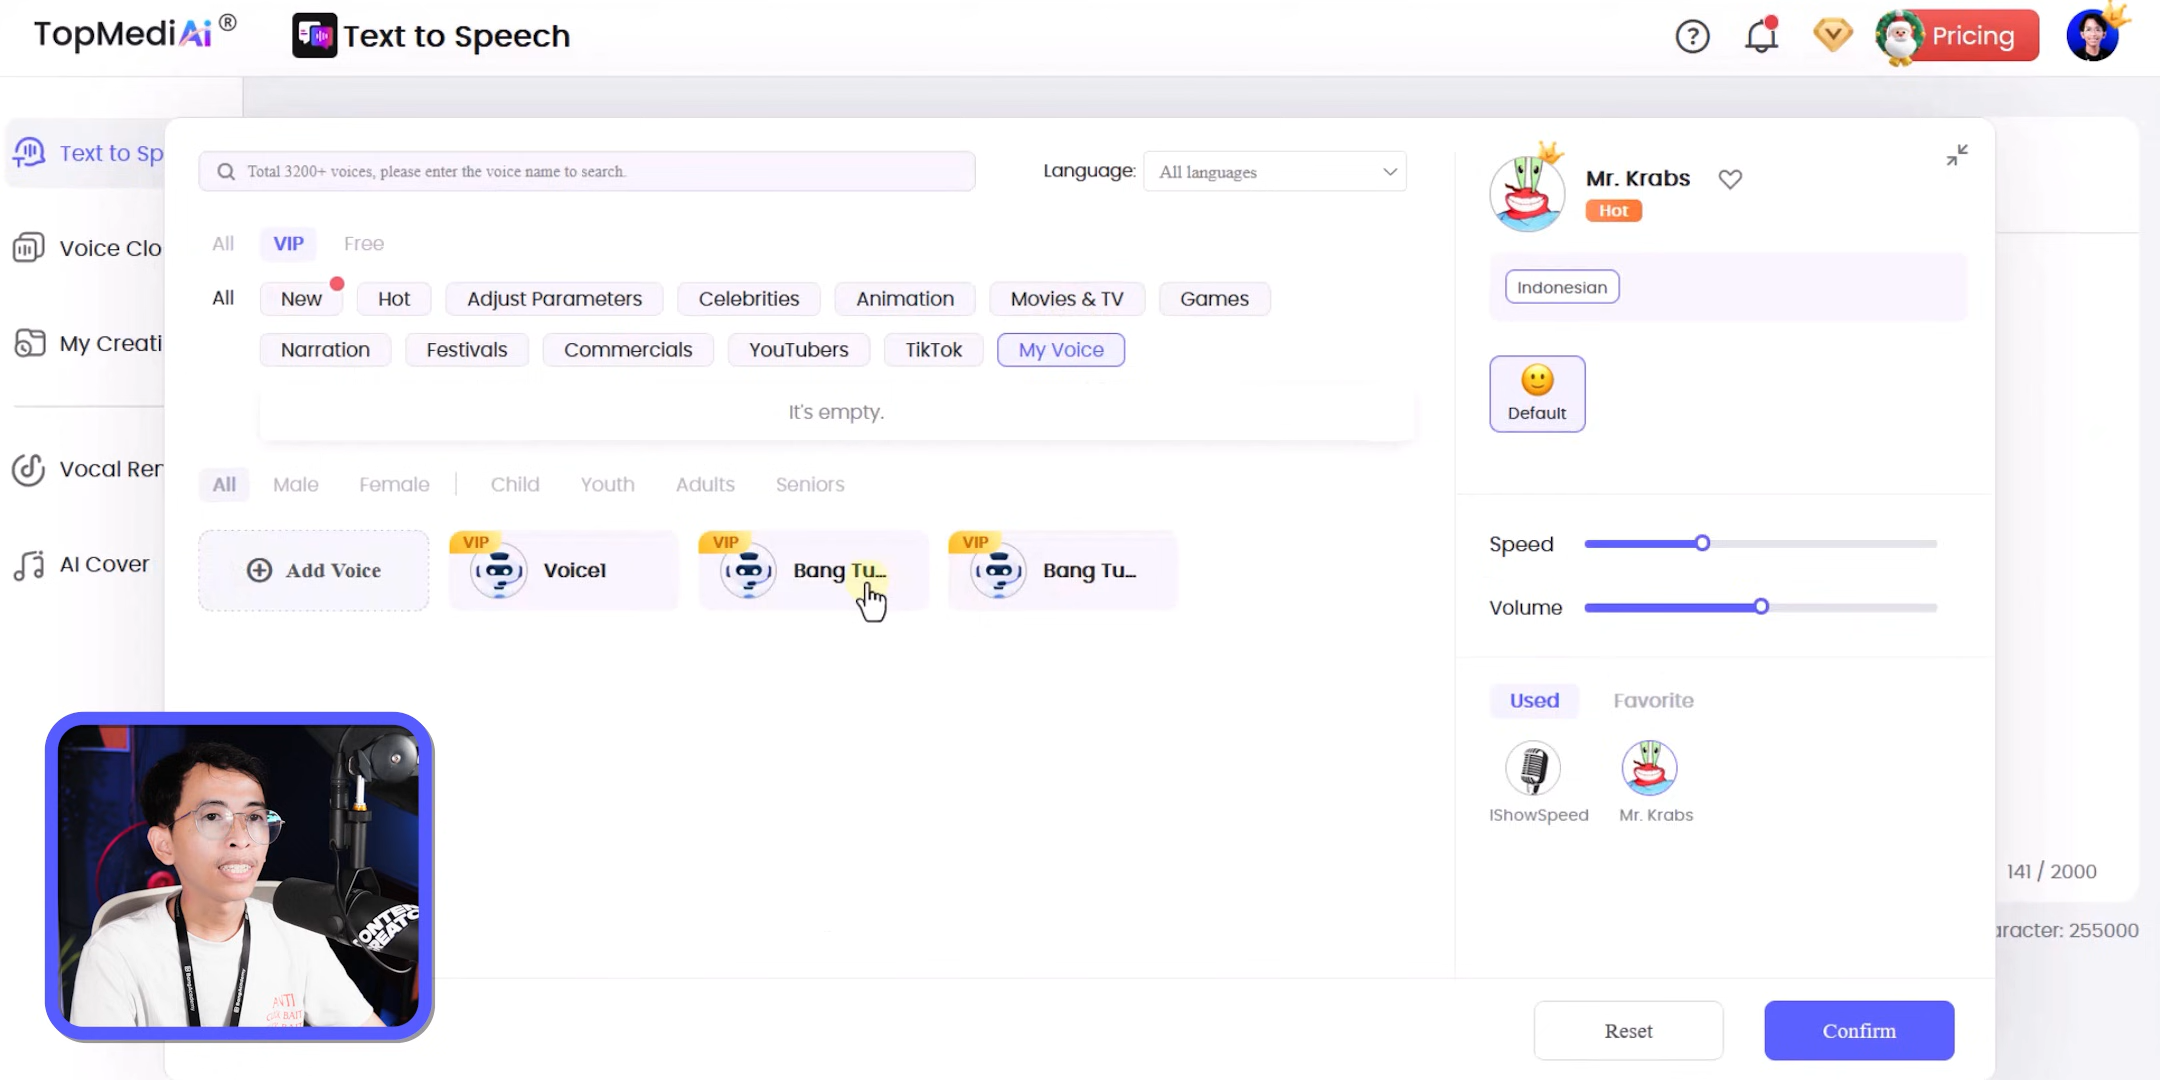 TopMediAi®
Text to Speech
Pricing
Text to Sp
Voice Clo
My Creati
Vocal Rer
AI Cover
Total 3200+ voices, please enter the voice name to search.
Language:
All languages
All
VIP
Free
All
New
Hot
Adjust Parameters
Celebrities
Animation
Movies & TV
Games
Narration
Festivals
Commercials
YouTubers
TikTok
My Voice
It's empty.
All
Male
Female
Child
Youth
Adults
Seniors
Add Voice
VIP
Voice1
VIP
Bang Tu...
VIP
Bang Tu...
Mr. Krabs
Hot
Indonesian
Default
Speed
Volume
Used
Favorite
IShowSpeed
Mr. Krabs
141 / 2000
aracter: 255000
Reset
Confirm
CONTENT
CREATO
ANTI